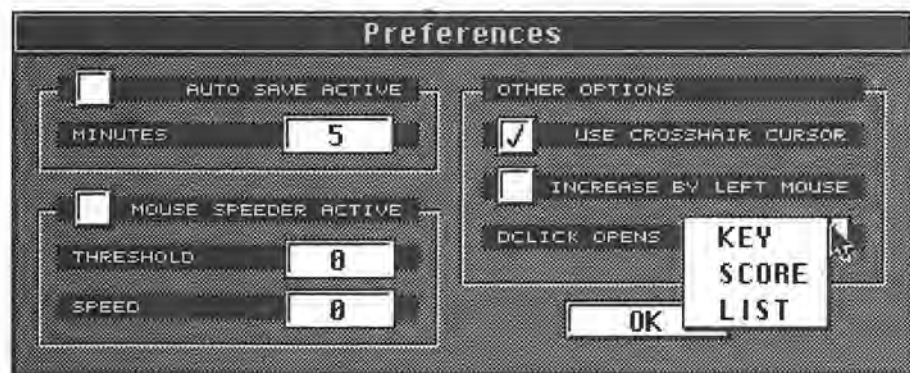 Preferences
AUTO SAVE ACTIVE
MINUTES 5
MOUSE SPEEDER ACTIVE
THRESHOLD 0
SPEED 0
OTHER OPTIONS
USE CROSSHAIR CURSOR
INCREASE BY LEFT MOUSE
DCLICK OPENS
KEY
SCORE
LIST
OK